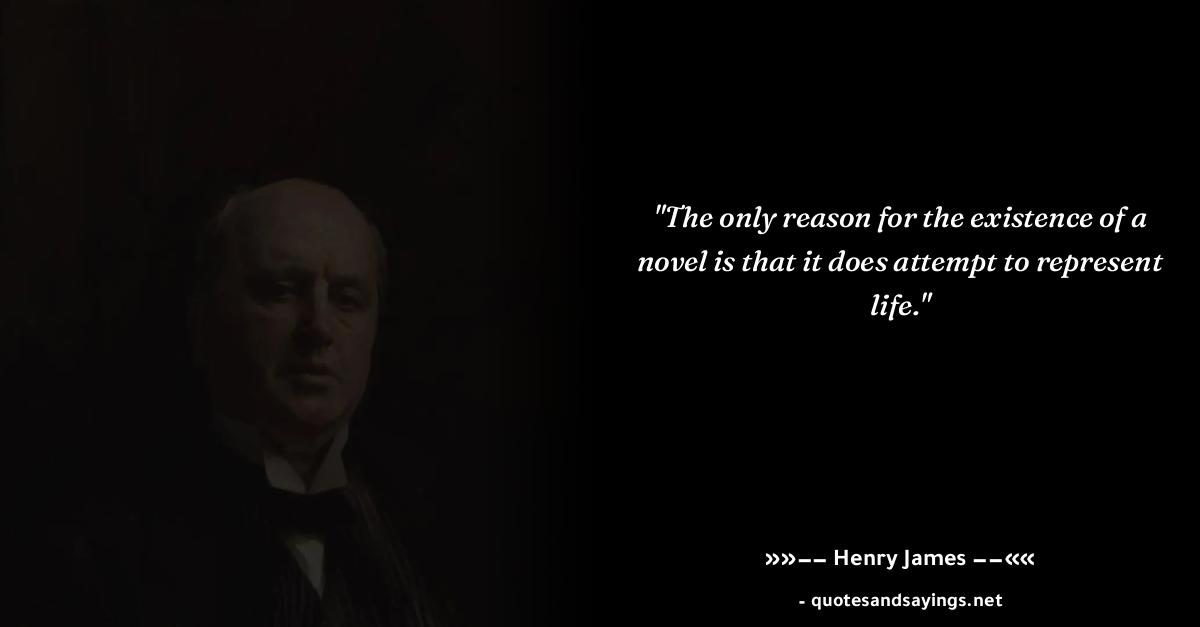 "The only reason for the existence of a
novel is that it does attempt to represent
life."
»»−− Henry James −−««
- quotesandsayings.net